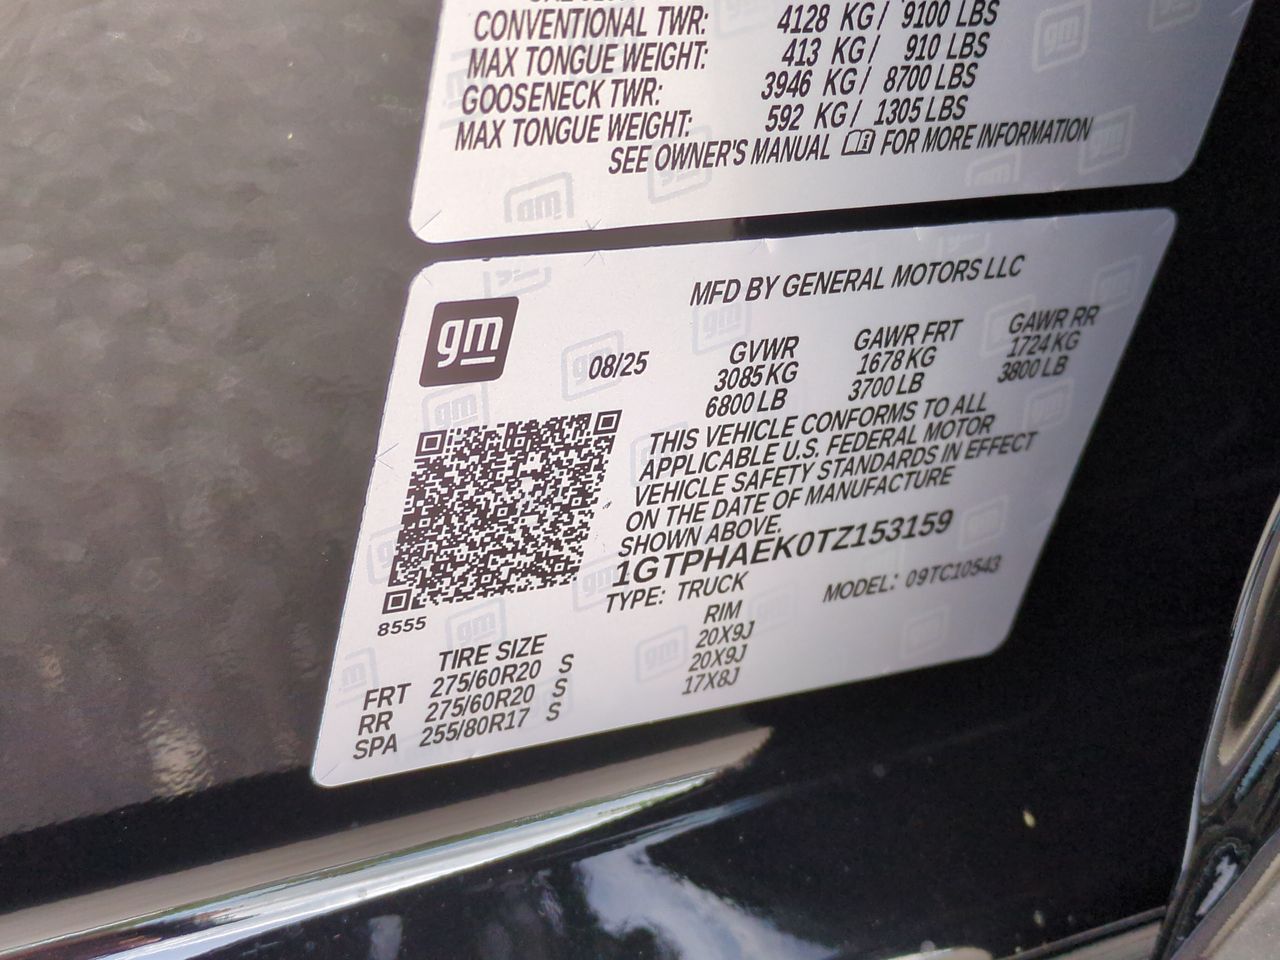 CONVENTIONAL TWR: 4128 KG/ 9100 LBS
MAX TONGUE WEIGHT: 413 KG/ 910 LBS
GOOSENECK TWR: 3946 KG/ 8700 LBS
MAX TONGUE WEIGHT: 592 KG/ 1305 LBS
SEE OWNER'S MANUAL FOR MORE INFORMATION
MFD BY GENERAL MOTORS LLC
gm
08/25
GVWR GAWR FRT GAWR RR
3085 KG 1678 KG 1724 KG
6800 LB 3700 LB 3800 LB
THIS VEHICLE CONFORMS TO ALL
APPLICABLE U.S. FEDERAL MOTOR
VEHICLE SAFETY STANDARDS IN EFFECT
ON THE DATE OF MANUFACTURE
SHOWN ABOVE.
1GTPHAEK0TZ153159
TYPE: TRUCK MODEL: 09TC10543
8555
TIRE SIZE RIM
FRT 275/60R20 S 20X9J
RR 275/60R20 S 20X9J
SPA 255/80R17 S 17X8J